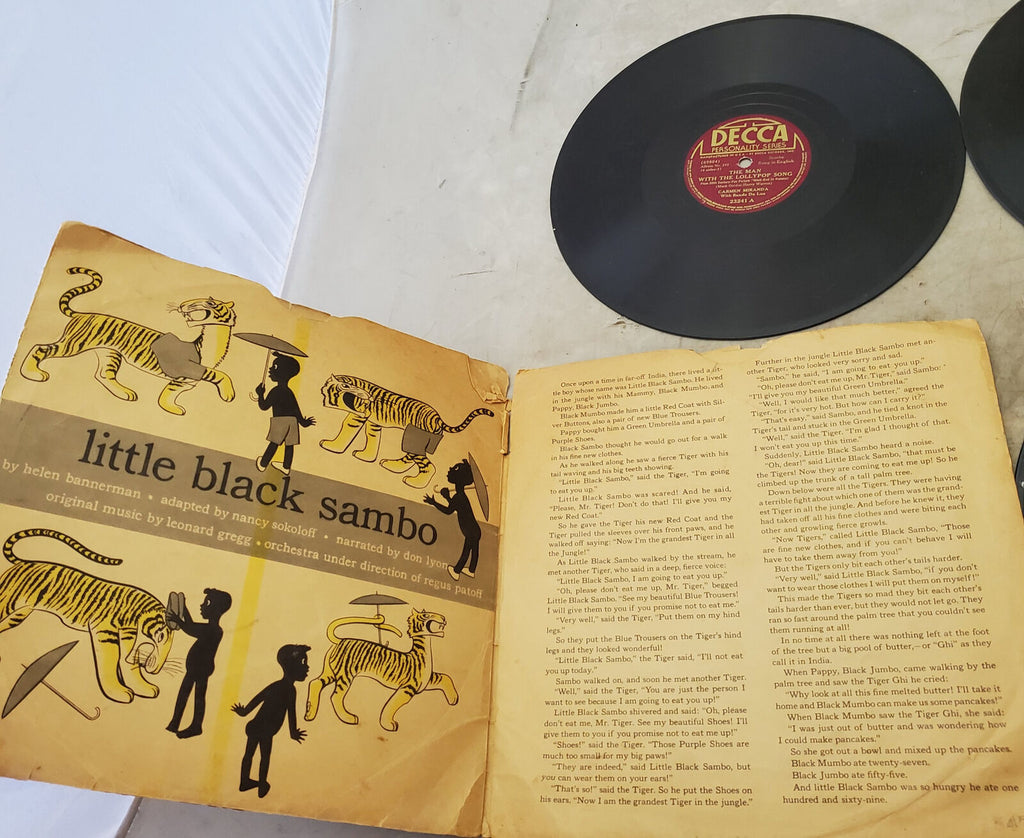 little black sambo
by helen bannerman • adapted by nancy sokoloff • narrated by don lyon
original music by leonard gregg • orchestra under direction of regus patoff
DECCA
PERSONALITY SERIES
THE MAN
WITH THE LOLLYPOP SONG
CARMEN MIRANDA
With Bando Da Lua
23241 A
Once upon a time in far-off India, there lived a lit-
tle boy whose name was Little Black Sambo. He lived
in the jungle with his Mammy, Black Mumbo, and
Pappy, Black Jumbo.
Black Mumbo made him a little Red Coat with Sil-
ver Buttons, also a pair of new Blue Trousers.
Pappy bought him a Green Umbrella and a pair of
Purple Shoes.
Black Sambo thought he would go out for a walk
in his fine new clothes.
As he walked along he saw a fierce Tiger with his
tail waving and his big teeth showing.
"Little Black Sambo," said the Tiger, "I'm going
to eat you up."
Little Black Sambo was scared! And he said,
"Please, Mr. Tiger! Don't do that! I'll give you my
new Red Coat."
So he gave the Tiger his new Red Coat and the
Tiger pulled the sleeves over his front paws, and he
walked off saying: "Now I'm the grandest Tiger in all
the Jungle!"
As Little Black Sambo walked by the stream, he
met another Tiger, who said in a deep, fierce voice:
"Little Black Sambo, I am going to eat you up."
"Oh, please don't eat me up, Mr. Tiger," begged
Little Black Sambo. "See my beautiful Blue Trousers!
I will give them to you if you promise not to eat me."
"Very well," said the Tiger, "Put them on my hind
legs."
So they put the Blue Trousers on the Tiger's hind
legs and they looked wonderful!
"Little Black Sambo," the Tiger said, "I'll not eat
you up today."
Sambo walked on, and soon he met another Tiger.
"Well," said the Tiger, "You are just the person I
want to see because I am going to eat you up!"
Little Black Sambo shivered and said: "Oh, please
don't eat me, Mr. Tiger. See my beautiful Shoes! I'll
give them to you if you promise not to eat me up!"
"Shoes!" said the Tiger, "Those Purple Shoes are
much too small for my big paws!"
"They are indeed," said Little Black Sambo, but
you can wear them on your ears!"
"That's so! said the Tiger. So he put the Shoes on
his ears, "Now I am the grandest Tiger in the jungle."
Further in the jungle Little Black Sambo met an-
other Tiger, who looked very sorry and sad.
"Sambo," he said, "I am going to eat you up."
"Oh, please don't eat me up, Mr. Tiger," said Sambo:
"I'll give you my beautiful Green Umbrella."
"Well, I would like that much better," agreed the
Tiger, "for it's very hot. But how can I carry it?"
"That's easy," said Sambo, and he tied a knot in the
Tiger's tail and stuck in the Green Umbrella.
"Well," said the Tiger. "I'm glad I thought of that.
I won't eat you up this time."
Suddenly, Little Black Sambo heard a noise.
"Oh, dear!" said Little Black Sambo, "that must be
the Tigers! Now they are coming to eat me up! So he
climbed up the trunk of a tall palm tree.
Down below were all the Tigers. They were having
a terrible fight about which one of them was the grand-
est Tiger in all the jungle. And before he knew it, they
had taken off all his fine clothes and were biting each
other and growling fierce growls.
"Now Tigers," called Little Black Sambo, "Those
are fine new clothes, and if you can't behave I will
have to take them away from you!"
But the Tigers only bit each other's tails harder.
"Very well," said Little Black Sambo, "if you don't
want to wear those clothes I will put them on myself!"
This made the Tigers so mad they bit each other's
tails harder than ever, but they would not let go. They
ran so fast around the palm tree that you couldn't see
them running at all!
In no time at all there was nothing left at the foot
of the tree but a big pool of butter,— or "Ghi" as they
call it in India.
When Pappy, Black Jumbo, came walking by the
palm tree and saw the Tiger Ghi he cried:
"Why look at all this fine melted butter! I'll take it
home and Black Mumbo can make us some pancakes!"
When Black Mumbo saw the Tiger Ghi, she said:
"I was just out of butter and was wondering how
I could make pancakes."
So she got out a bowl and mixed up the pancakes.
Black Mumbo ate twenty-seven.
Black Jumbo ate fifty-five.
And little Black Sambo was so hungry he ate one
hundred and sixty-nine.